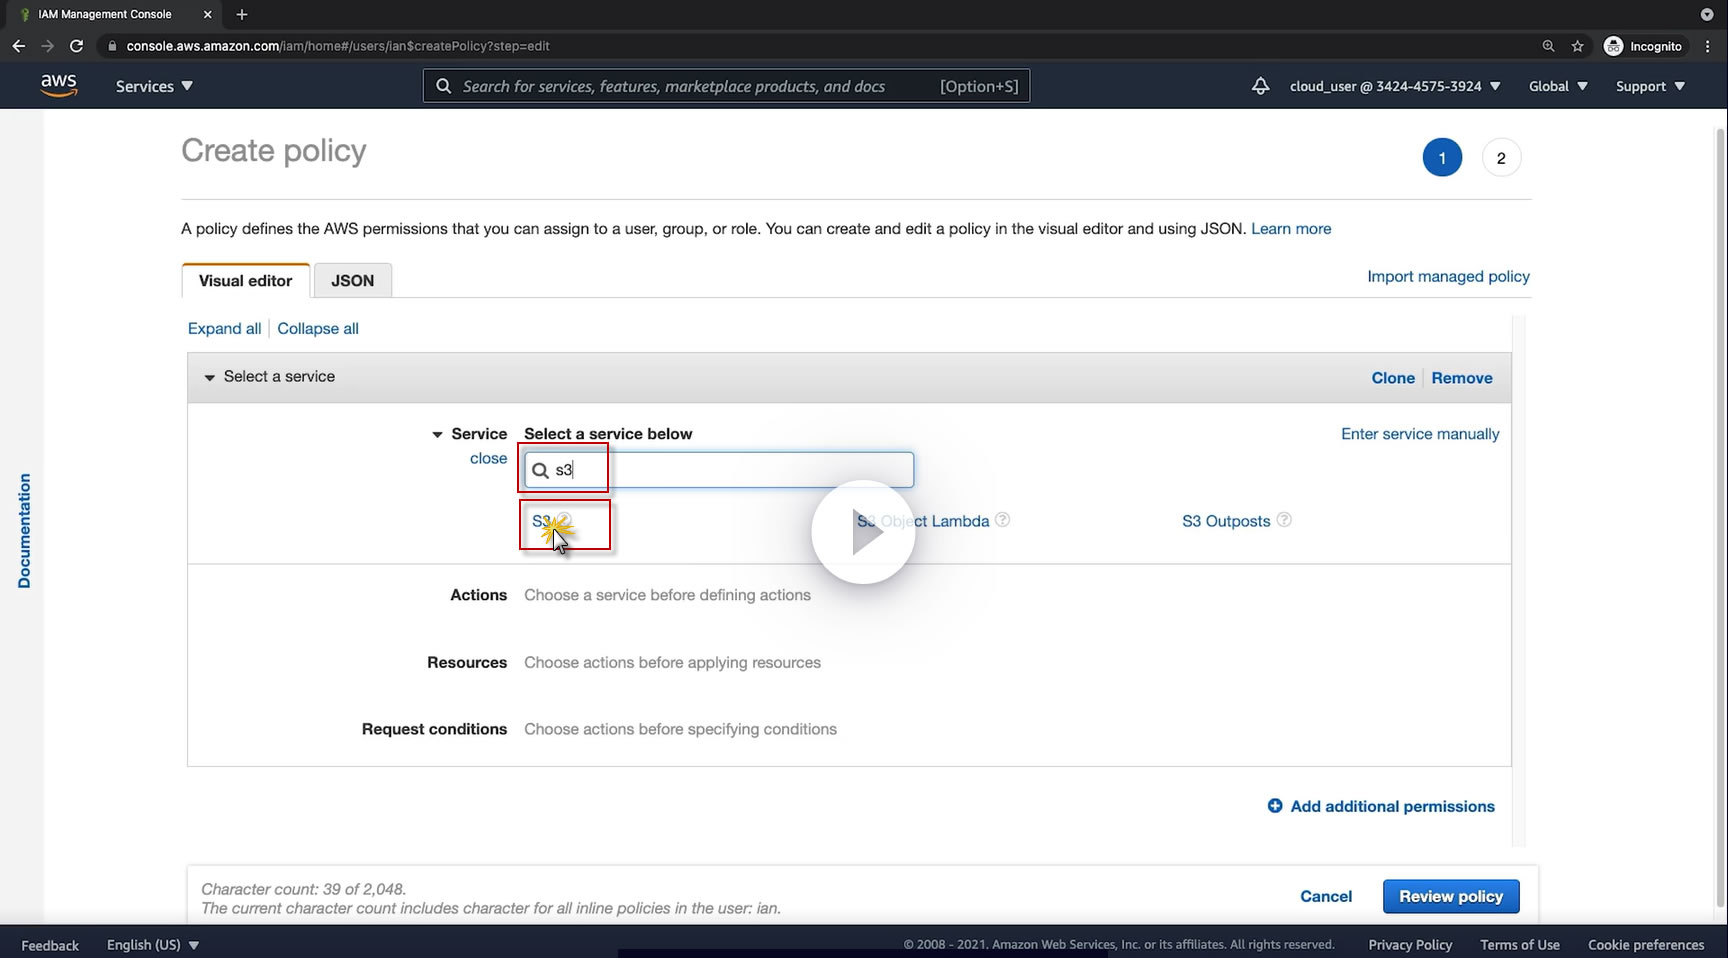 IAM Management Console
console.aws.amazon.com/iam/home#/users/ian$createPolicy?step=edit
Incognito
aws
Services
Search for services, features, marketplace products, and docs
[Option+S]
cloud_user @ 3424-4575-3924
Global
Support
Create policy
1
2
A policy defines the AWS permissions that you can assign to a user, group, or role. You can create and edit a policy in the visual editor and using JSON. Learn more
Visual editor
JSON
Import managed policy
Expand all
Collapse all
Select a service
Clone
Remove
Service
Select a service below
Enter service manually
close
s3
S3
S3 Object Lambda
S3 Outposts
Documentation
Actions
Choose a service before defining actions
Resources
Choose actions before applying resources
Request conditions
Choose actions before specifying conditions
Add additional permissions
Character count: 39 of 2,048.
The current character count includes character for all inline policies in the user: ian.
Cancel
Review policy
Feedback
English (US)
© 2008 - 2021, Amazon Web Services, Inc. or its affiliates. All rights reserved.
Privacy Policy
Terms of Use
Cookie preferences